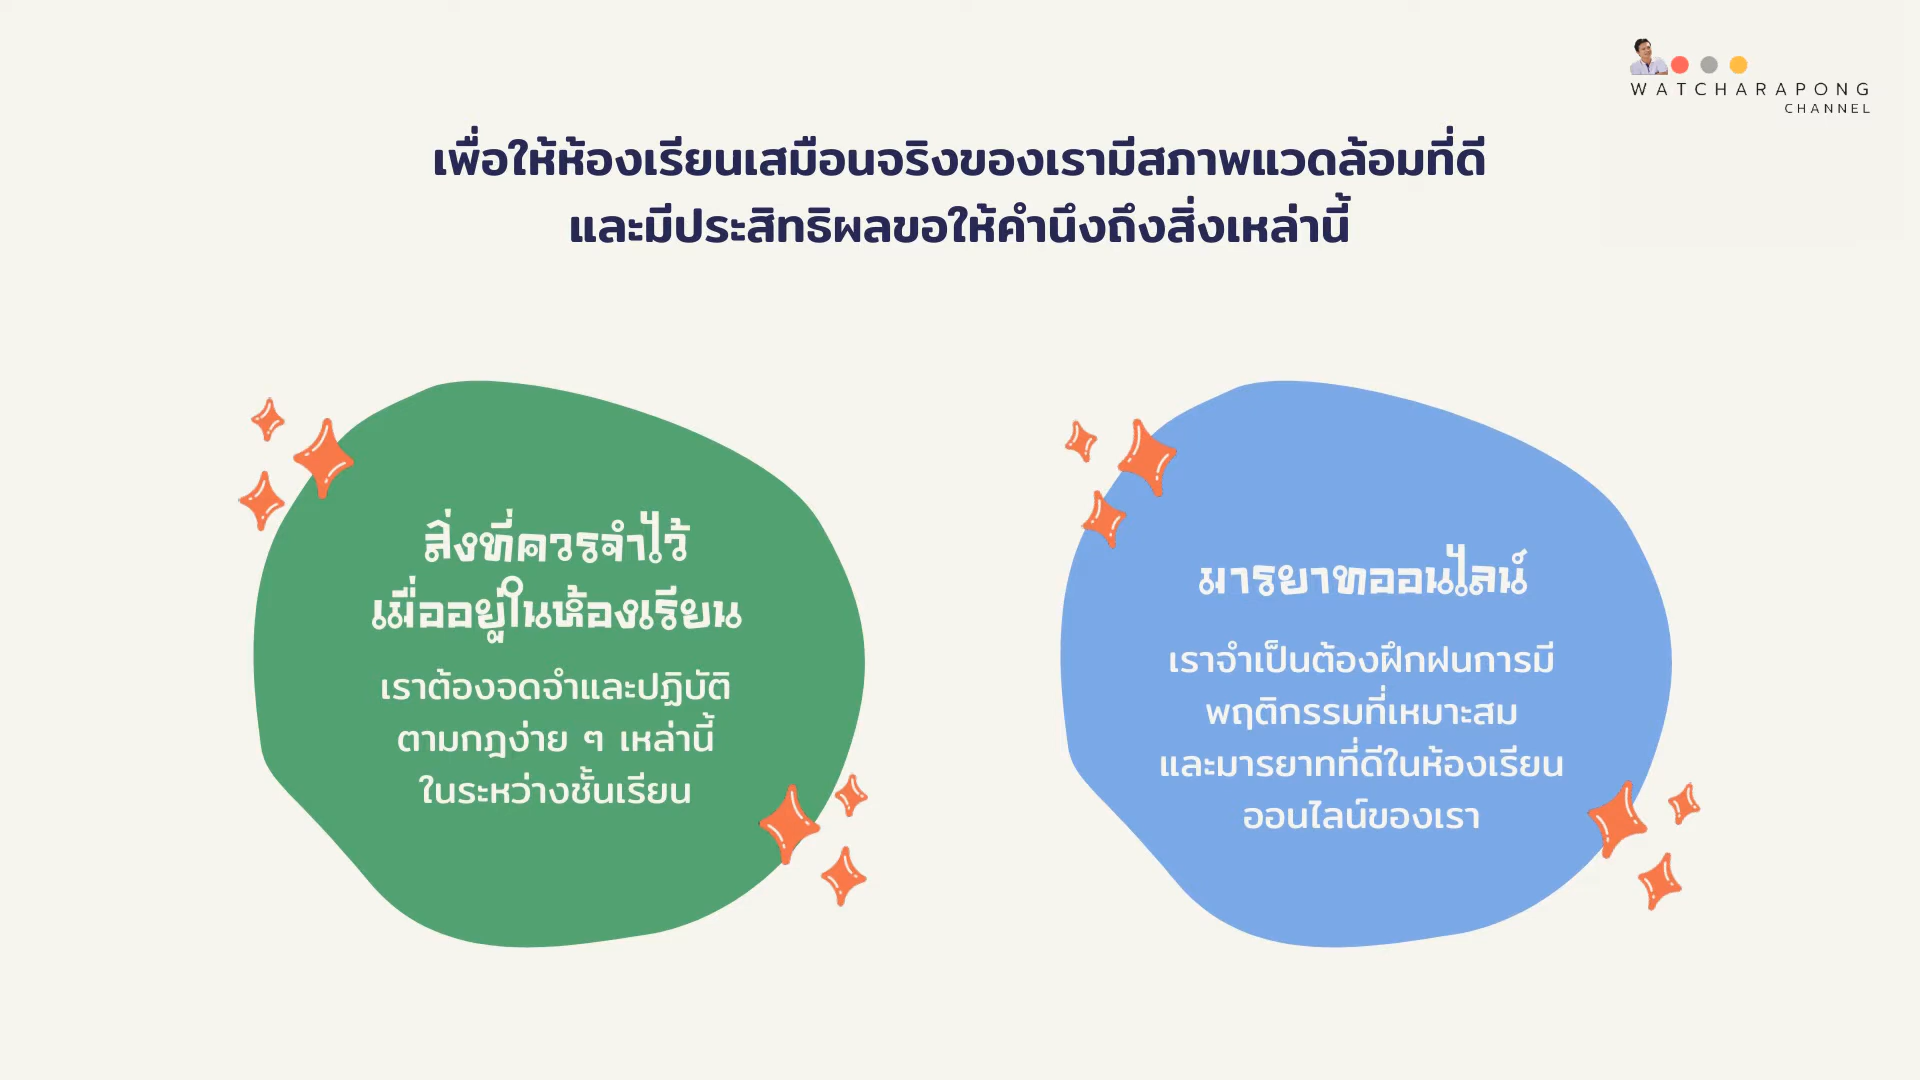 WATCHARAPONG
CHANNEL
เพื่อให้ห้องเรียนเสมือนจริงของเรามีสภาพแวดล้อมที่ดี
และมีประสิทธิผลขอให้คำนึงถึงสิ่งเหล่านี้
สิ่งที่ควรจำไว้
เมื่ออยู่ในห้องเรียน
เราต้องจดจำและปฏิบัติ
ตามกฎง่าย ๆ เหล่านี้
ในระหว่างชั้นเรียน
มารยาทออนไลน์
เราจำเป็นต้องฝึกฝนการมี
พฤติกรรมที่เหมาะสม
และมารยาทที่ดีในห้องเรียน
ออนไลน์ของเรา